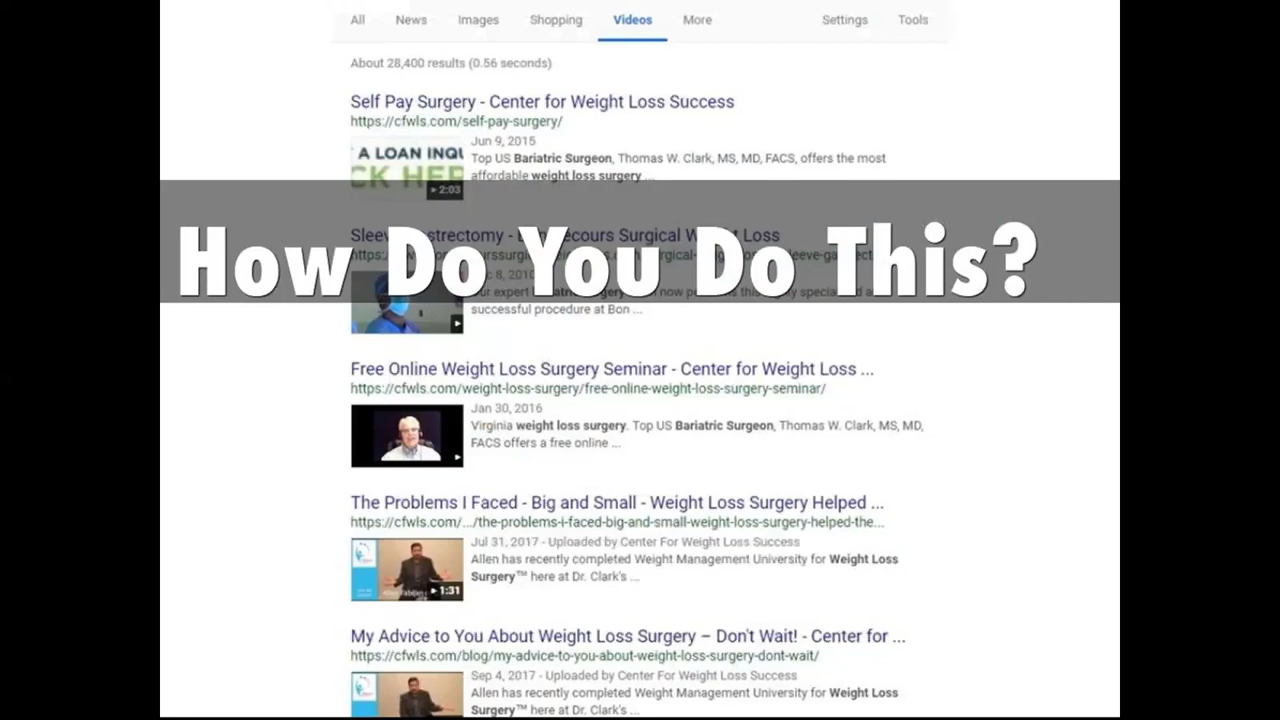 All News Images Shopping Videos More Settings Tools
About 28,400 results (0.56 seconds)
Self Pay Surgery - Center for Weight Loss Success
https://cfwls.com/self-pay-surgery/
A LOAN INQU
CK HERE
2:03
Jun 9, 2015
Top US Bariatric Surgeon, Thomas W. Clark, MS, MD, FACS, offers the most
affordable weight loss surgery ...
How Do You Do This?
Surgical Loss
successful procedure at Bon ...
Free Online Weight Loss Surgery Seminar - Center for Weight Loss ...
https://cfwls.com/weight-loss-surgery/free-online-weight-loss-surgery-seminar/
Jan 30, 2016
Virginia weight loss surgery. Top US Bariatric Surgeon, Thomas W. Clark, MS, MD,
FACS offers a free online ...
The Problems I Faced - Big and Small - Weight Loss Surgery Helped ...
https://cfwls.com/.../the-problems-i-faced-big-and-small-weight-loss-surgery-helped-the...
1:31
Jul 31, 2017 - Uploaded by Center For Weight Loss Success
Allen has recently completed Weight Management University for Weight Loss
Surgery™ here at Dr. Clark's ...
My Advice to You About Weight Loss Surgery – Don't Wait! - Center for ...
https://cfwls.com/blog/my-advice-to-you-about-weight-loss-surgery-dont-wait/
Sep 4, 2017 - Uploaded by Center For Weight Loss Success
Allen has recently completed Weight Management University for Weight Loss
Surgery™ here at Dr. Clark's ...